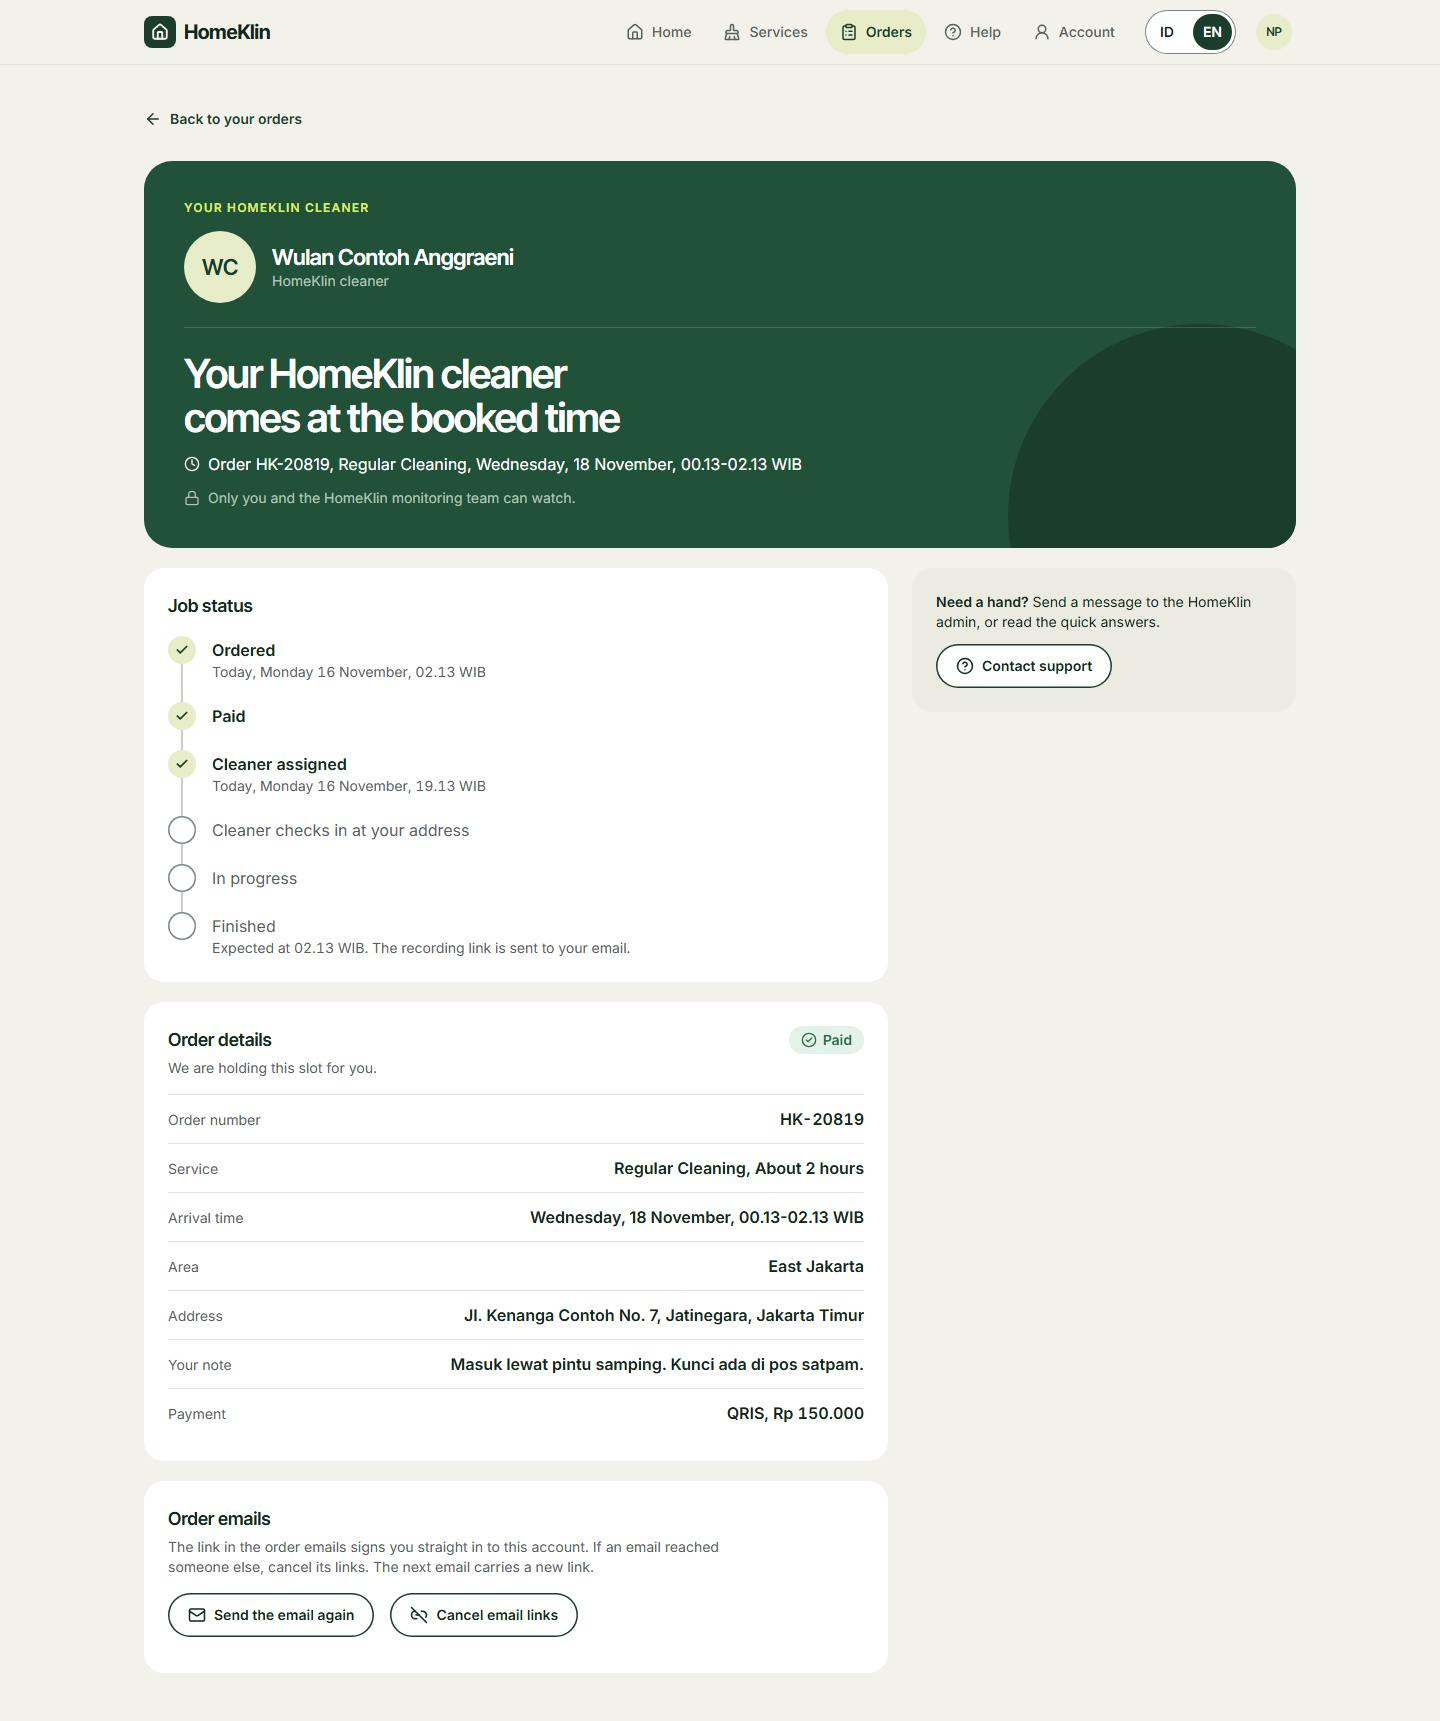 HomeKlin
Home
Services
Orders
Help
Account
ID
EN
NP
Back to your orders
YOUR HOMEKLIN CLEANER
WC
Wulan Contoh Anggraeni
HomeKlin cleaner
Your HomeKlin cleaner
comes at the booked time
Order HK-20819, Regular Cleaning, Wednesday, 18 November, 00.13-02.13 WIB
Only you and the HomeKlin monitoring team can watch.
Job status
Ordered
Today, Monday 16 November, 02.13 WIB
Paid
Cleaner assigned
Today, Monday 16 November, 19.13 WIB
Cleaner checks in at your address
In progress
Finished
Expected at 02.13 WIB. The recording link is sent to your email.
Need a hand? Send a message to the HomeKlin
admin, or read the quick answers.
Contact support
Order details
Paid
We are holding this slot for you.
Order number
HK-20819
Service
Regular Cleaning, About 2 hours
Arrival time
Wednesday, 18 November, 00.13-02.13 WIB
Area
East Jakarta
Address
Jl. Kenanga Contoh No. 7, Jatinegara, Jakarta Timur
Your note
Masuk lewat pintu samping. Kunci ada di pos satpam.
Payment
QRIS, Rp 150.000
Order emails
The link in the order emails signs you straight in to this account. If an email reached
someone else, cancel its links. The next email carries a new link.
Send the email again
Cancel email links